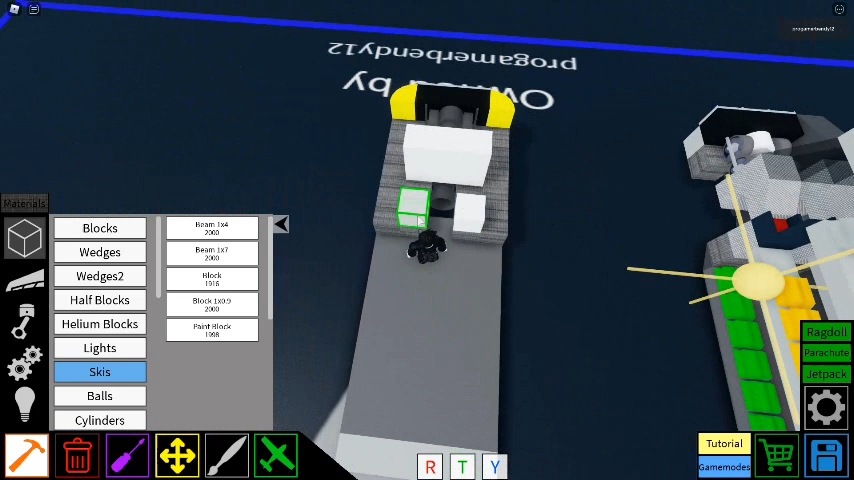 progamerbendy12
progamerbendy12
Owned by
Materials
Blocks
Wedges
Wedges2
Half Blocks
Helium Blocks
Lights
Skis
Balls
Cylinders
Beam 1x4
2000
Beam 1x7
2000
Block
1916
Block 1x0.9
2000
Paint Block
1998
Ragdoll
Parachute
Jetpack
Tutorial
Gamemodes
R T Y